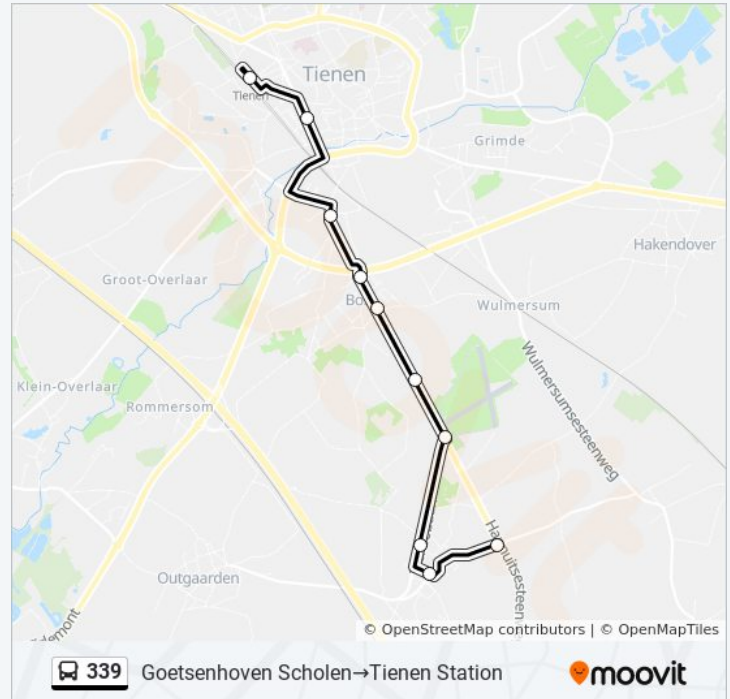 Tienen
Tienen
Grimde
Hakendover
Groot-Overlaar
Bo
Wulmersum
Klein-Overlaar
Rommersom
Wulmersumsesteenweg
Outgaarden
© OpenStreetMap contributors | © OpenMapTiles
339 Goetsenhoven Scholen→Tienen Station moovit